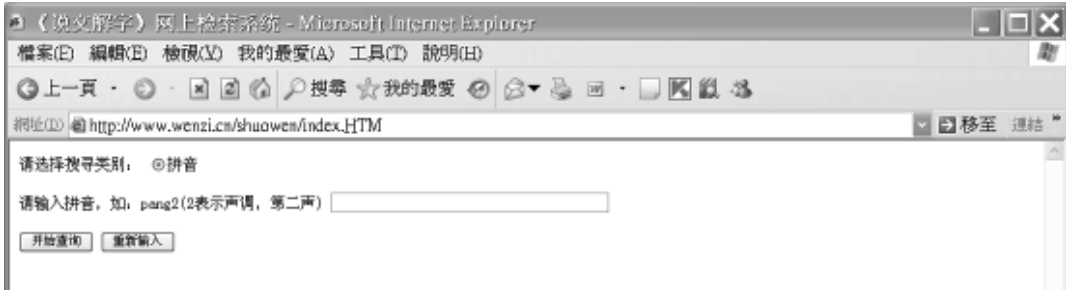 《说文解字》网上检索系统 - Microsoft Internet Explorer
檔案(F) 編輯(E) 檢視(V) 我的最愛(A) 工具(T) 說明(H)
上一頁 搜尋 我的最愛
網址(D) http://www.wenzi.cn/shuowen/index.HTM 移至 連結 »
请选择搜寻类别： 拼音
请输入拼音，如：pang2(2表示声调，第二声)
开始查询 重新输入